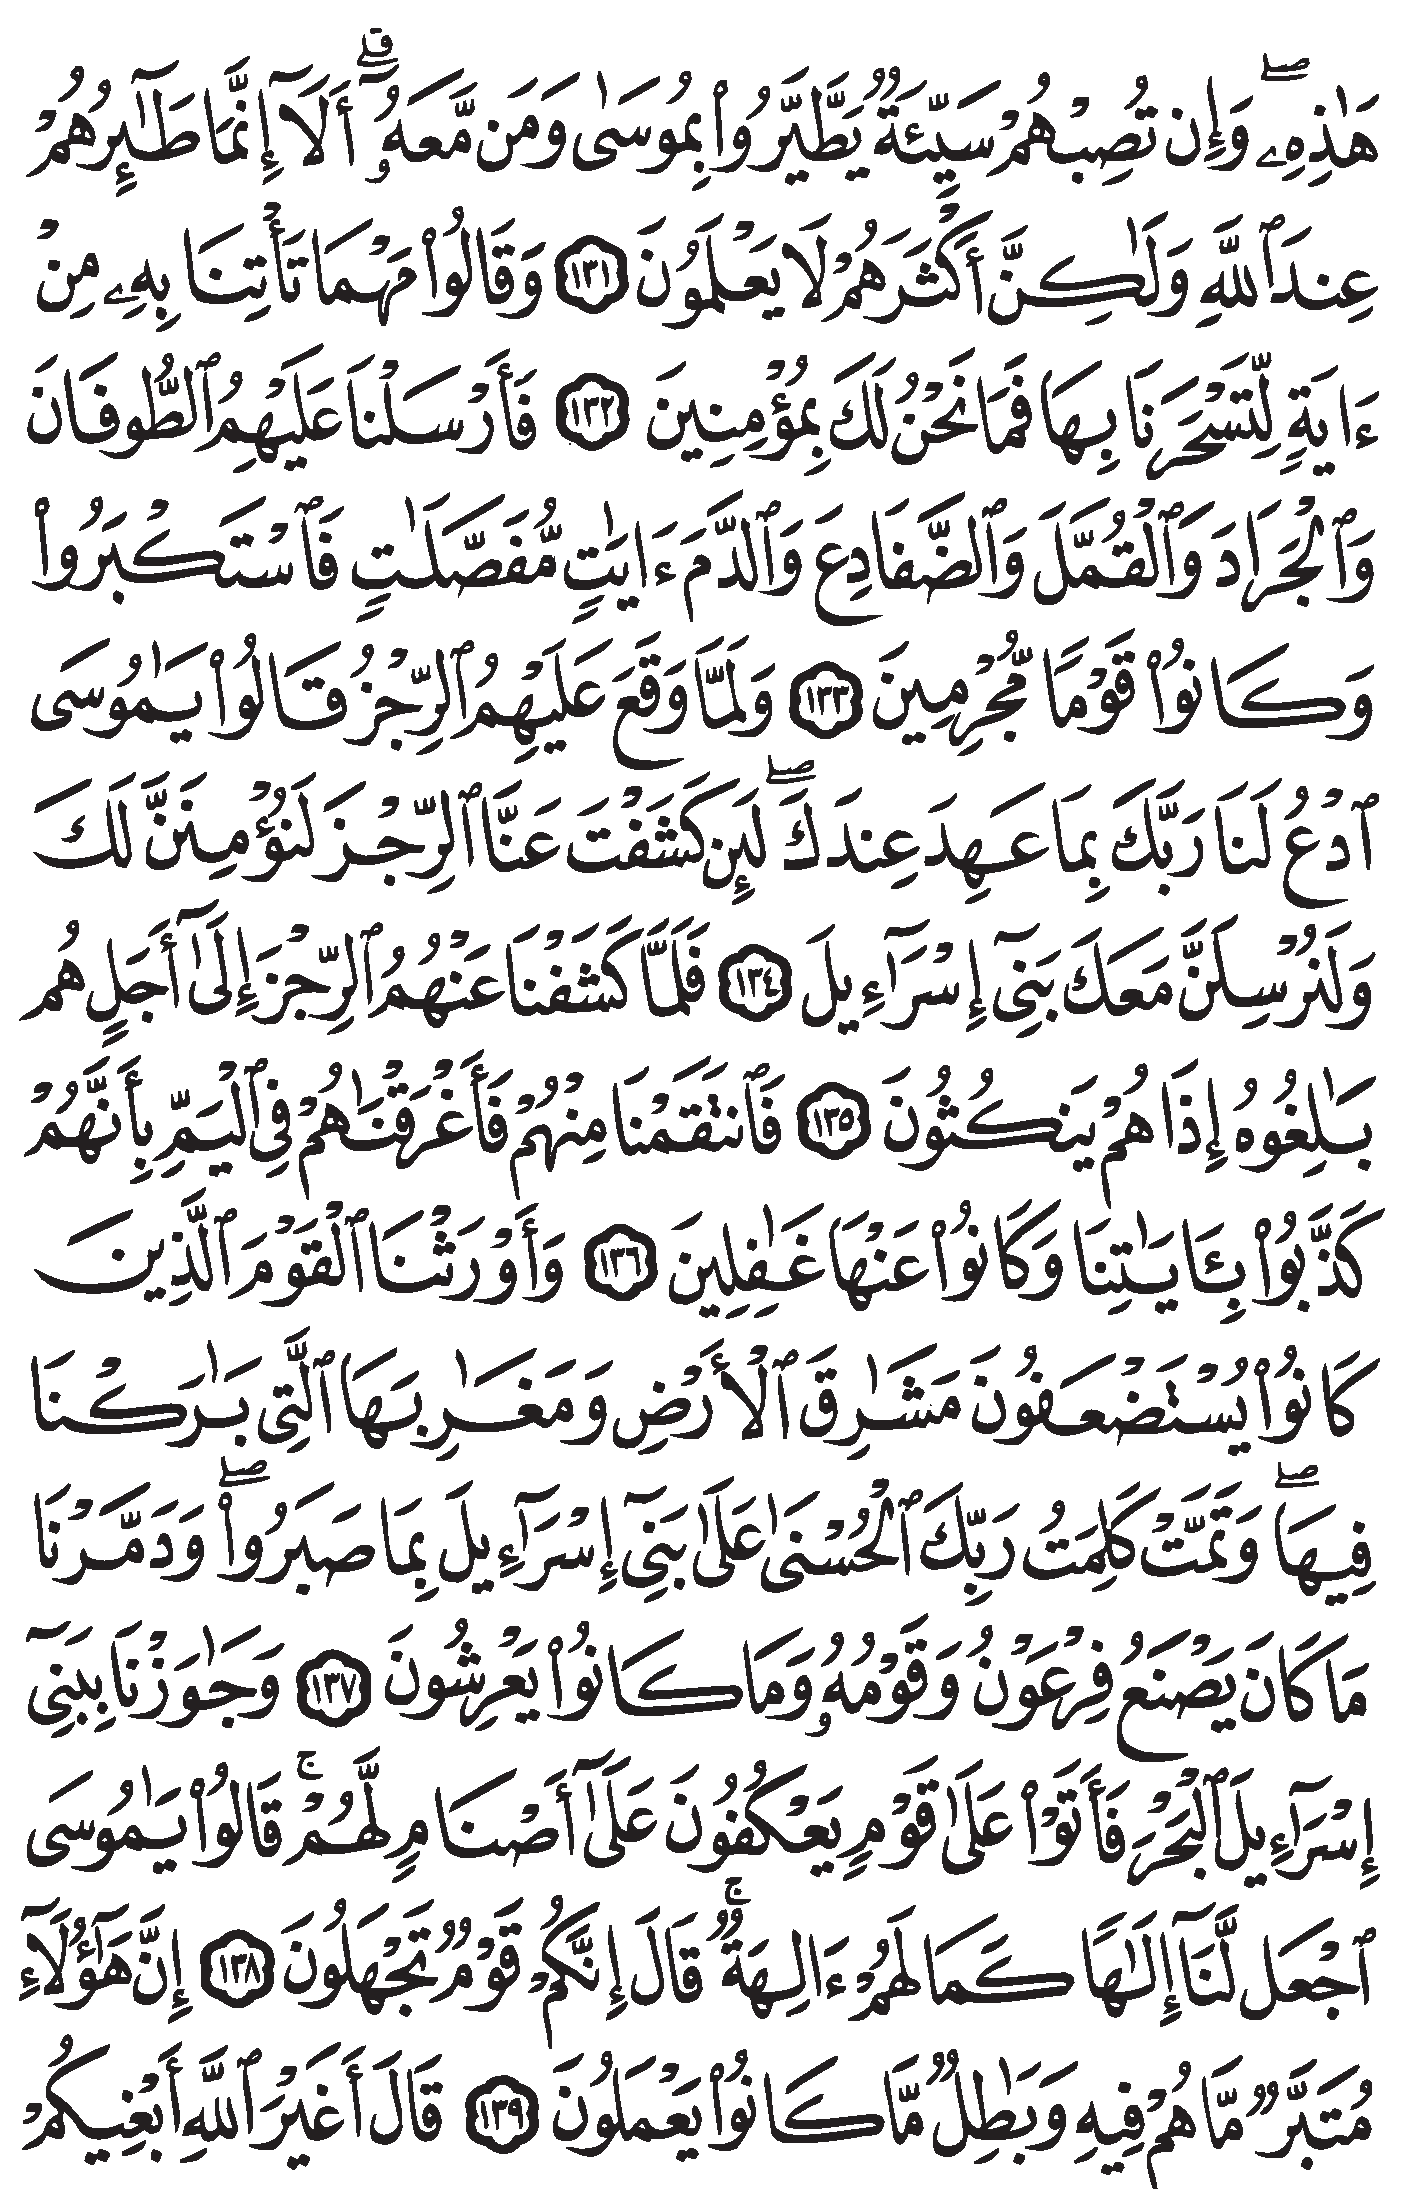 هَٰذِهِۦۖ وَإِن تُصِبْهُمْ سَيِّئَةٌ يَطَّيَّرُوا۟ بِمُوسَىٰ وَمَن مَّعَهُۥٓۗ أَلَآ إِنَّمَا طَٰٓئِرُهُمْ
عِندَ ٱللَّهِ وَلَٰكِنَّ أَكْثَرَهُمْ لَا يَعْلَمُونَ ١٣١ وَقَالُوا۟ مَهْمَا تَأْتِنَا بِهِۦ مِنْ
ءَايَةٍ لِّتَسْحَرَنَا بِهَا فَمَا نَحْنُ لَكَ بِمُؤْمِنِينَ ١٣٢ فَأَرْسَلْنَا عَلَيْهِمُ ٱلطُّوفَانَ
وَٱلْجَرَادَ وَٱلْقُمَّلَ وَٱلضَّفَادِعَ وَٱلدَّمَ ءَايَٰتٍ مُّفَصَّلَٰتٍ فَٱسْتَكْبَرُوا۟
وَكَانُوا۟ قَوْمًا مُّجْرِمِينَ ١٣٣ وَلَمَّا وَقَعَ عَلَيْهِمُ ٱلرِّجْزُ قَالُوا۟ يَٰمُوسَى
ٱدْعُ لَنَا رَبَّكَ بِمَا عَهِدَ عِندَكَۖ لَئِن كَشَفْتَ عَنَّا ٱلرِّجْزَ لَنُؤْمِنَنَّ لَكَ
وَلَنُرْسِلَنَّ مَعَكَ بَنِىٓ إِسْرَٰٓءِيلَ ١٣٤ فَلَمَّا كَشَفْنَا عَنْهُمُ ٱلرِّجْزَ إِلَىٰٓ أَجَلٍ هُم
بَٰلِغُوهُ إِذَا هُمْ يَنكُثُونَ ١٣٥ فَٱنتَقَمْنَا مِنْهُمْ فَأَغْرَقْنَٰهُمْ فِى ٱلْيَمِّ بِأَنَّهُمْ
كَذَّبُوا۟ بِـَٔايَٰتِنَا وَكَانُوا۟ عَنْهَا غَٰفِلِينَ ١٣٦ وَأَوْرَثْنَا ٱلْقَوْمَ ٱلَّذِينَ
كَانُوا۟ يُسْتَضْعَفُونَ مَشَٰرِقَ ٱلْأَرْضِ وَمَغَٰرِبَهَا ٱلَّتِى بَٰرَكْنَا
فِيهَاۖ وَتَمَّتْ كَلِمَتُ رَبِّكَ ٱلْحُسْنَىٰ عَلَىٰ بَنِىٓ إِسْرَٰٓءِيلَ بِمَا صَبَرُوا۟ۖ وَدَمَّرْنَا
مَا كَانَ يَصْنَعُ فِرْعَوْنُ وَقَوْمُهُۥ وَمَا كَانُوا۟ يَعْرِشُونَ ١٣٧ وَجَٰوَزْنَا بِبَنِىٓ
إِسْرَٰٓءِيلَ ٱلْبَحْرَ فَأَتَوْا۟ عَلَىٰ قَوْمٍ يَعْكُفُونَ عَلَىٰٓ أَصْنَامٍ لَّهُمْۚ قَالُوا۟ يَٰمُوسَى
ٱجْعَل لَّنَآ إِلَٰهًا كَمَا لَهُمْ ءَالِهَةٌۚ قَالَ إِنَّكُمْ قَوْمٌ تَجْهَلُونَ ١٣٨ إِنَّ هَٰٓؤُلَآءِ
مُتَبَّرٌ مَّا هُمْ فِيهِ وَبَٰطِلٌ مَّا كَانُوا۟ يَعْمَلُونَ ١٣٩ قَالَ أَغَيْرَ ٱللَّهِ أَبْغِيكُمْ